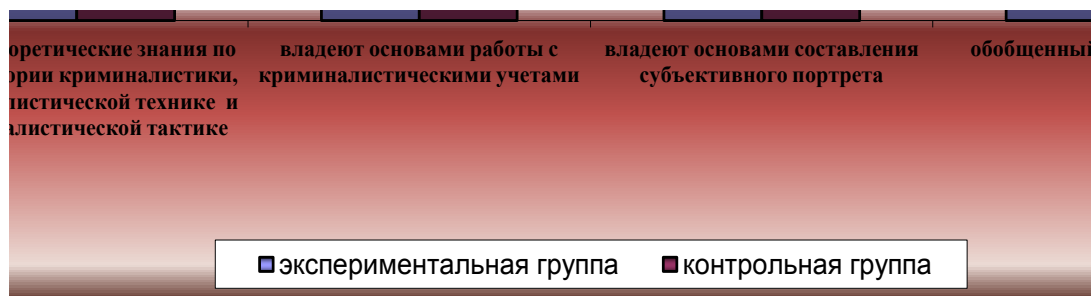 оретические знания по
ории криминалистики,
листической технике и
алистической тактике
владеют основами работы с
криминалистическими учетами
владеют основами составления
субъективного портрета
обобщенный
экспериментальная группа
контрольная группа